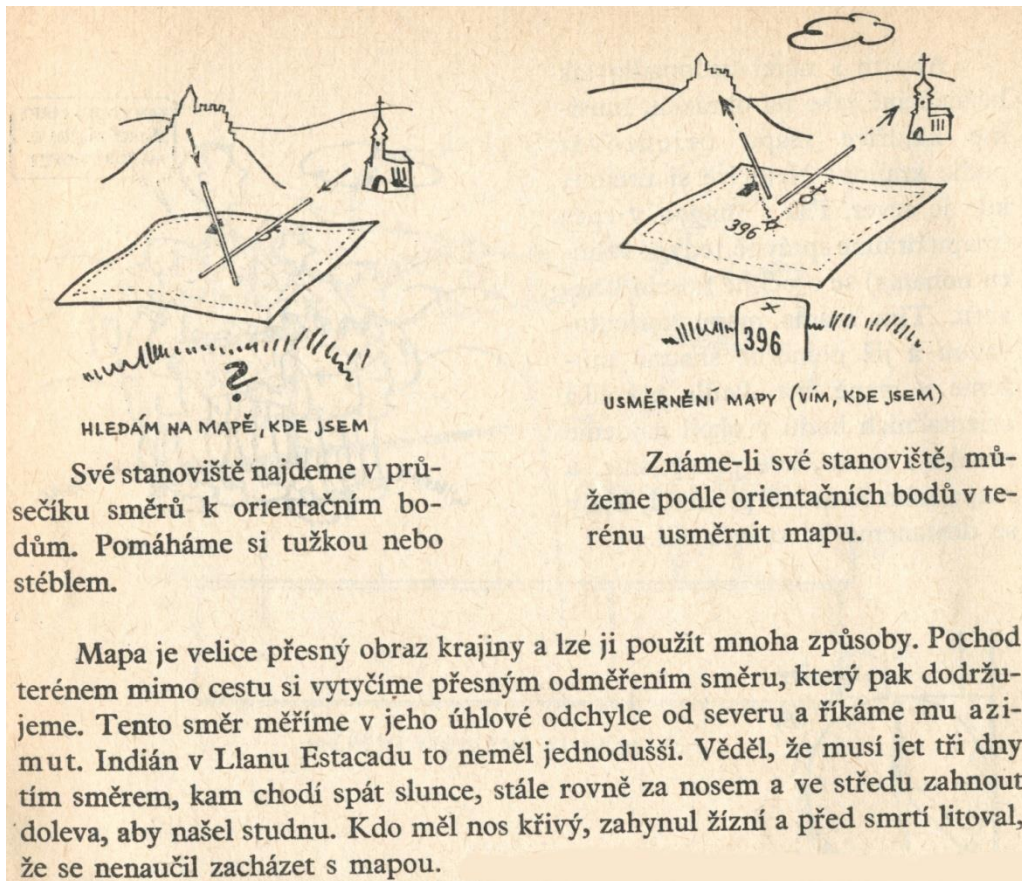 396
396
HLEDÁM NA MAPĚ, KDE JSEM
?
USMĚRNĚNÍ MAPY (VÍM, KDE JSEM)
Své stanoviště najdeme v prů-
sečíku směrů k orientačním bo-
dům. Pomáháme si tužkou nebo
stéblem.
Známe-li své stanoviště, mů-
žeme podle orientačních bodů v te-
rénu usměrnit mapu.
Mapa je velice přesný obraz krajiny a lze ji použít mnoha způsoby. Pochod
terénem mimo cestu si vytyčíme přesným odměřením směru, který pak dodržu-
jeme. Tento směr měříme v jeho úhlové odchylce od severu a říkáme mu azi-
mut. Indián v Llanu Estacadu to neměl jednodušší. Věděl, že musí jet tři dny
tím směrem, kam chodí spát slunce, stále rovně za nosem a ve středu zahnout
doleva, aby našel studnu. Kdo měl nos křivý, zahynul žízní a před smrtí litoval,
že se nenaučil zacházet s mapou.